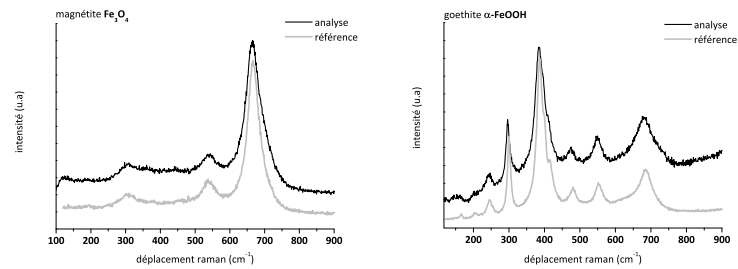 magnétite Fe3O4
analyse
référence
intensité (u.a)
100 200 300 400 500 600 700 800 900
déplacement raman (cm-1)
goethite α-FeOOH
analyse
référence
intensité (u.a)
200 300 400 500 600 700 800 900
déplacement raman (cm-1)